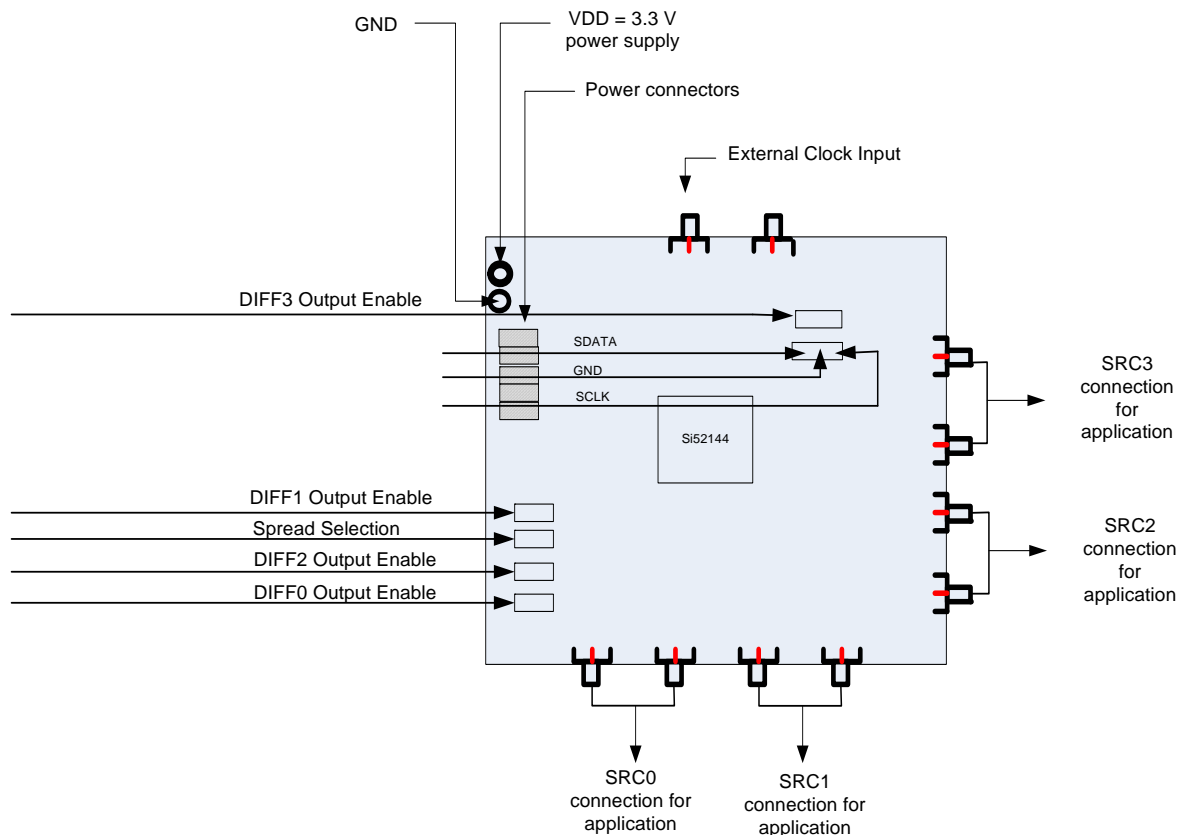 GND
VDD = 3.3 V
power supply
Power connectors
External Clock Input
DIFF3 Output Enable
SDATA
GND
SCLK
Si52144
SRC3
connection
for
application
DIFF1 Output Enable
Spread Selection
DIFF2 Output Enable
DIFF0 Output Enable
SRC2
connection
for
application
SRC0
connection for
application
SRC1
connection for
application